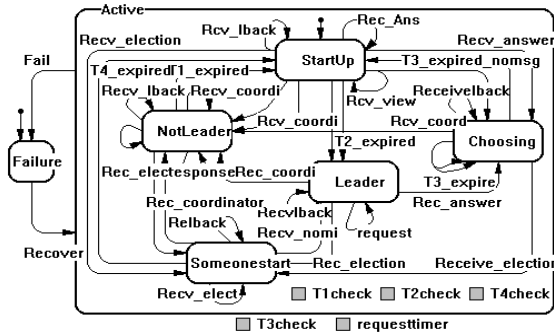 Active
Fail
Recv_election
Rcv_lback
Rec_Ans
Recv_answer
StartUp
T4_expired
T1_expired
T3_expired_nomsg
Recv_lback
Recv_coordi
Rcv_view
Receivelback
NotLeader
Rcv_coordi
Rcv_coord
Failure
T2_expired
Choosing
Rec_electesponse
Rec_coordi
Leader
T3_expire
Rec_answer
Rec_coordinator
Recvlback
Relback
Recv_nomi
request
Recover
Someonestart
Rec_election
Receive_election
Recv_elect
T1check
T2check
T4check
T3check
requesttimer